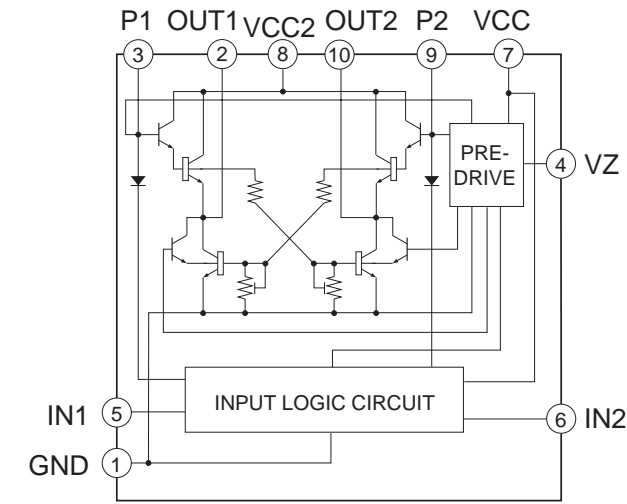 P1 OUT1 VCC2 OUT2 P2 VCC
3 2 8 10 9 7
PRE-
DRIVE
4 VZ
INPUT LOGIC CIRCUIT
IN1 5
6 IN2
GND 1